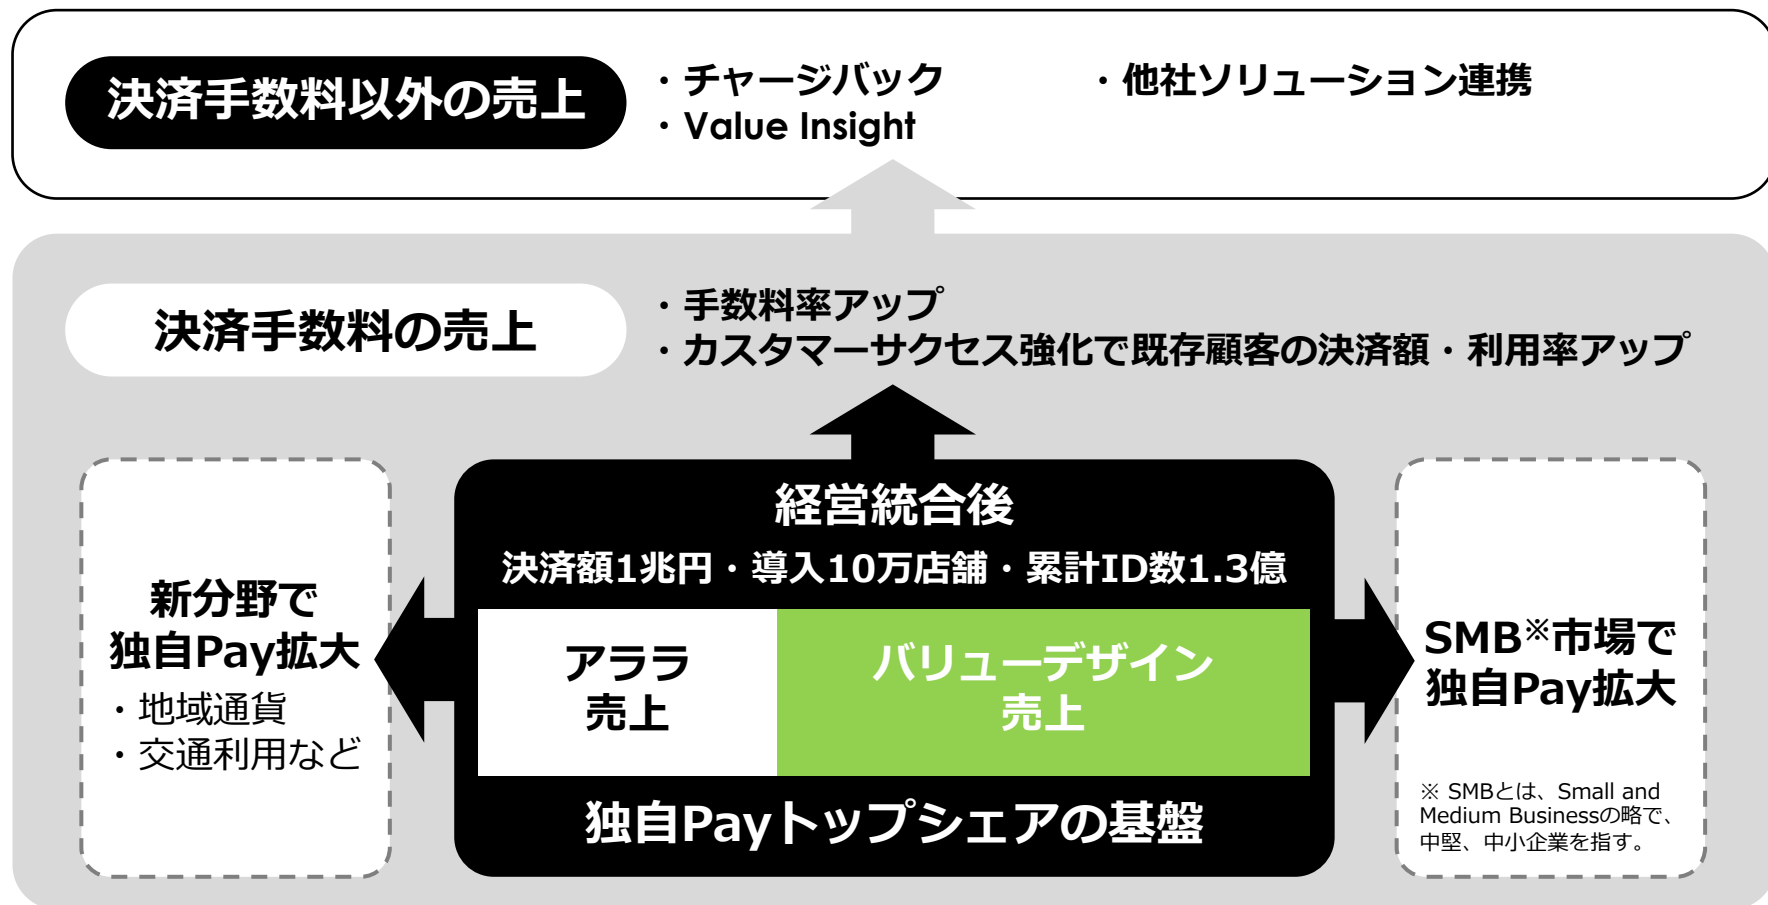 決済手数料以外の売上
・チャージバック
・Value Insight
・他社ソリューション連携
決済手数料の売上
・手数料率アップ
・カスタマーサクセス強化で既存顧客の決済額・利用率アップ
新分野で
独自Pay拡大
・地域通貨
・交通利用など
経営統合後
決済額1兆円・導入10万店舗・累計ID数1.3億
アララ
売上
バリューデザイン
売上
独自Payトップシェアの基盤
SMB※市場で
独自Pay拡大
※ SMBとは、Small and
Medium Businessの略で、
中堅、中小企業を指す。